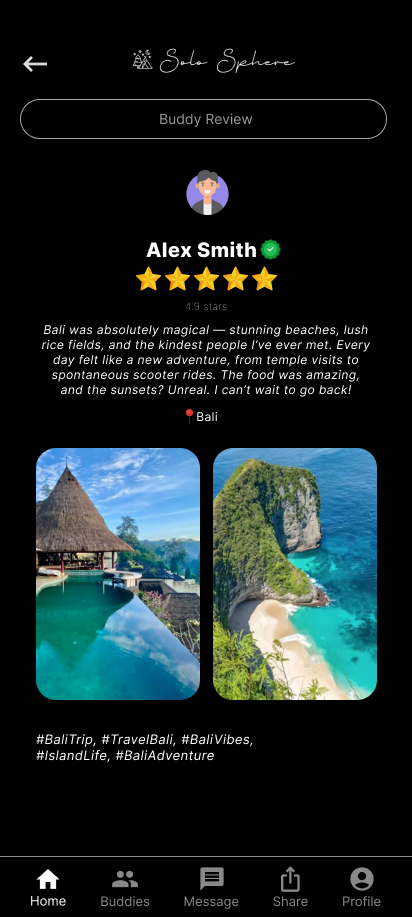 Solo Sphere
Buddy Review
Alex Smith
4.9 stars
Bali was absolutely magical — stunning beaches, lush
rice fields, and the kindest people I've ever met. Every
day felt like a new adventure, from temple visits to
spontaneous scooter rides. The food was amazing,
and the sunsets? Unreal. I can't wait to go back!
📍Bali
#BaliTrip, #TravelBali, #BaliVibes,
#IslandLife, #BaliAdventure
Home Buddies Message Share Profile